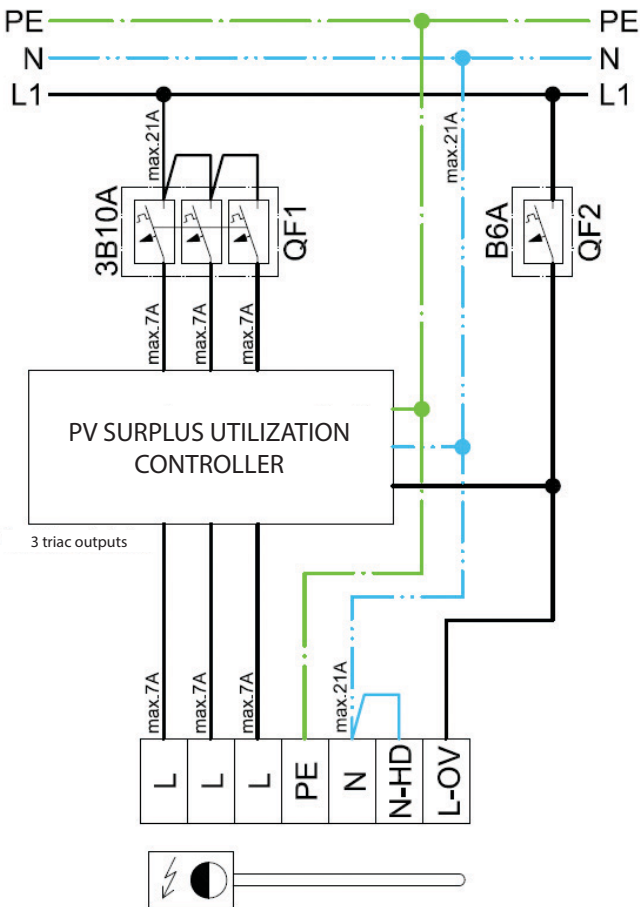 PE PE
N N
L1 L1
max.21A max.21A
3B10A QF1 B6A QF2
max.7A max.7A max.7A
PV SURPLUS UTILIZATION
CONTROLLER
3 triac outputs
max.7A max.7A max.7A max.21A
L L L PE N N-HD L-OV